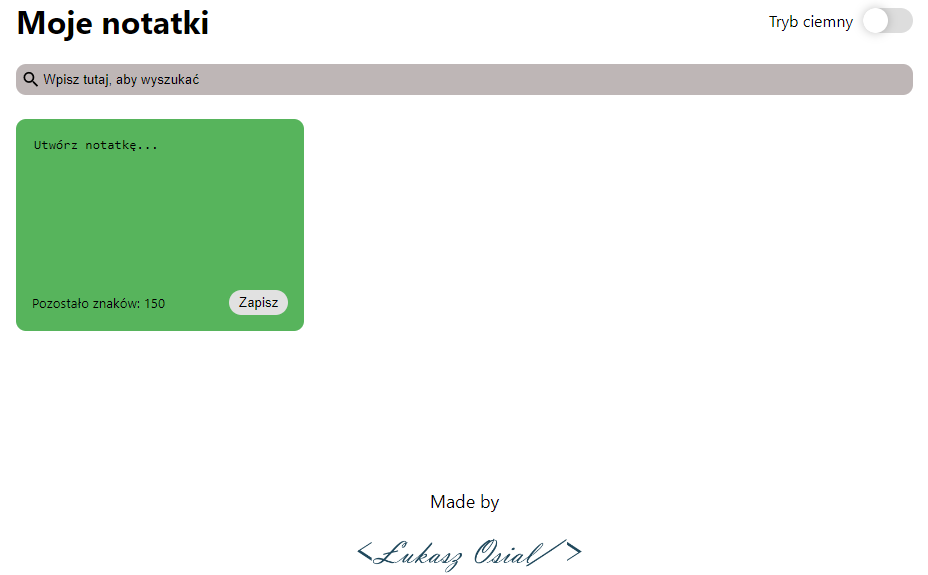 Moje notatki
Tryb ciemny
Wpisz tutaj, aby wyszukać
Utwórz notatkę...
Pozostało znaków: 150
Zapisz
Made by
<Łukasz Osial/>